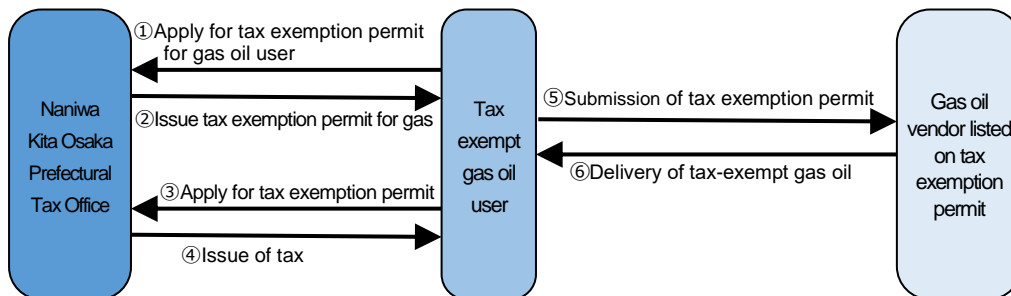 ①Apply for tax exemption permit
for gas oil user
②Issue tax exemption permit for gas
③Apply for tax exemption permit
④Issue of tax
Naniwa
Kita Osaka
Prefectural
Tax Office
Tax
exempt
gas oil
user
⑤Submission of tax exemption permit
⑥Delivery of tax-exempt gas oil
Gas oil
vendor listed
on tax
exemption
permit